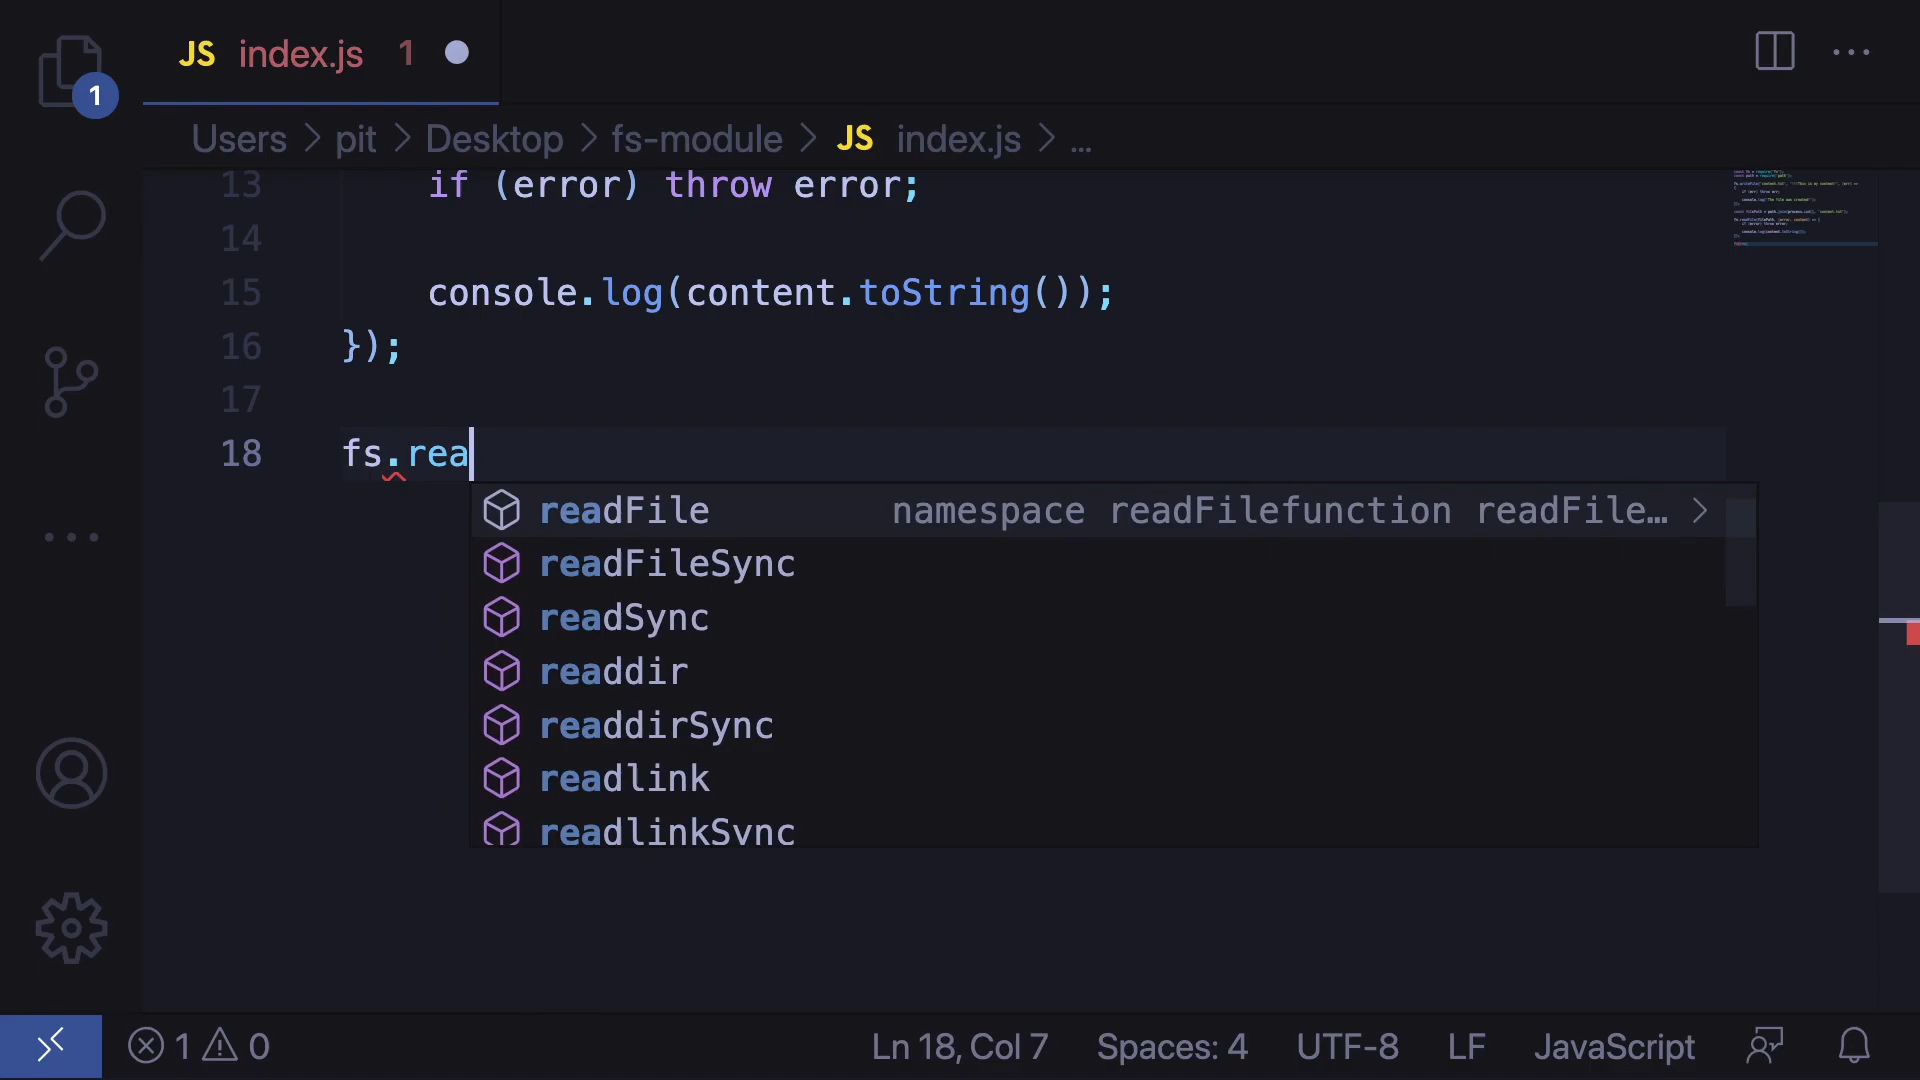 JS index.js 1
1
Users > pit > Desktop > fs-module > JS index.js > ...
13 if (error) throw error;
14
15 console.log(content.toString());
16 });
17
18 fs.rea
readFile namespace readFilefunction readFile… >
readFileSync
readSync
readdir
readdirSync
readlink
readlinkSync
1 0 Ln 18, Col 7 Spaces: 4 UTF-8 LF JavaScript